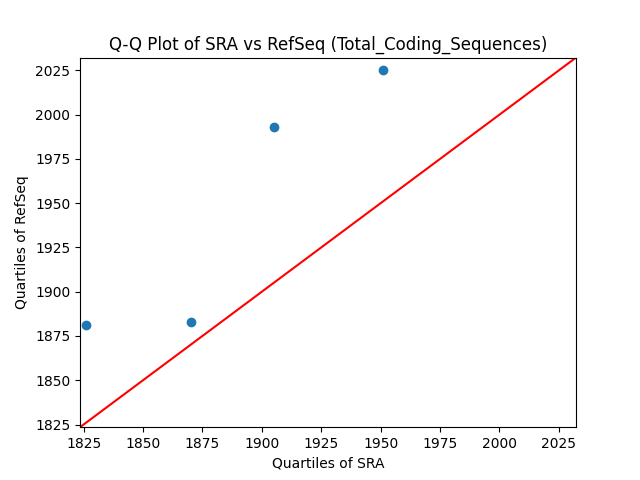 Q-Q Plot of SRA vs RefSeq (Total_Coding_Sequences)
Quartiles of RefSeq
2025
2000
1975
1950
1925
1900
1875
1850
1825
1825 1850 1875 1900 1925 1950 1975 2000 2025
Quartiles of SRA